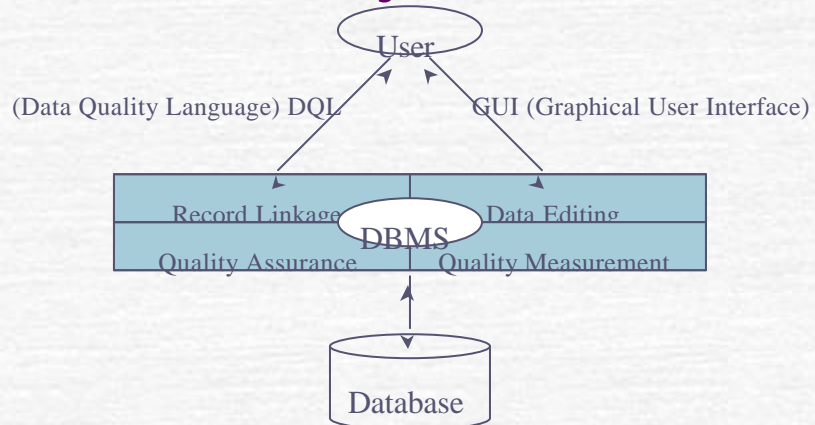 User
(Data Quality Language) DQL
GUI (Graphical User Interface)
Record Linkage
Data Editing
DBMS
Quality Assurance
Quality Measurement
Database